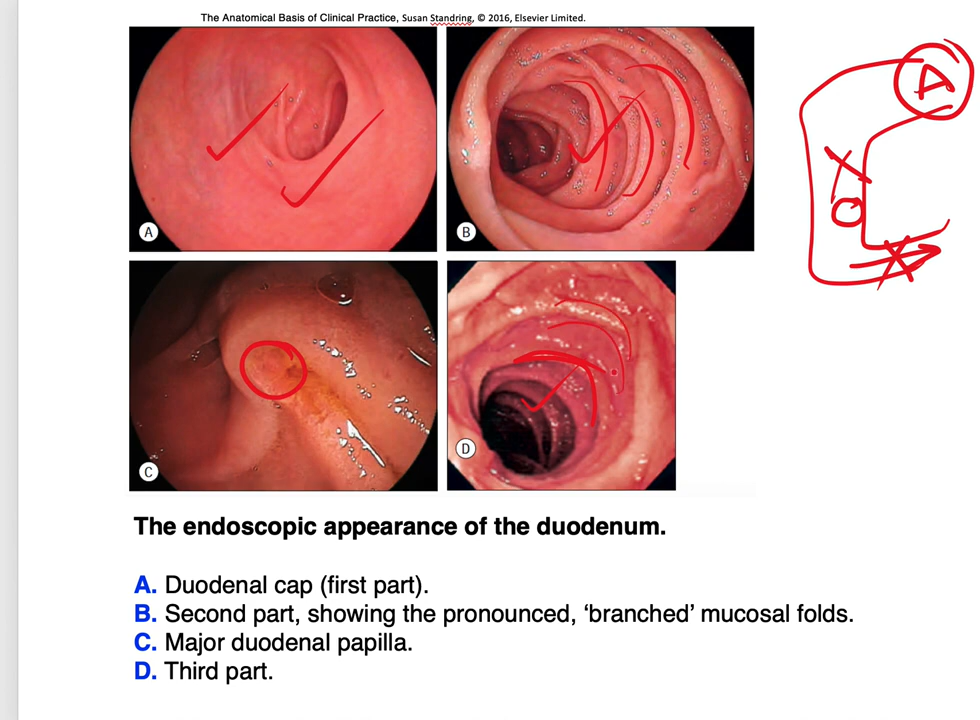 The Anatomical Basis of Clinical Practice, Susan Standring, © 2016, Elsevier Limited.
A
A
B
C
D
The endoscopic appearance of the duodenum.
A. Duodenal cap (first part).
B. Second part, showing the pronounced, ‘branched’ mucosal folds.
C. Major duodenal papilla.
D. Third part.